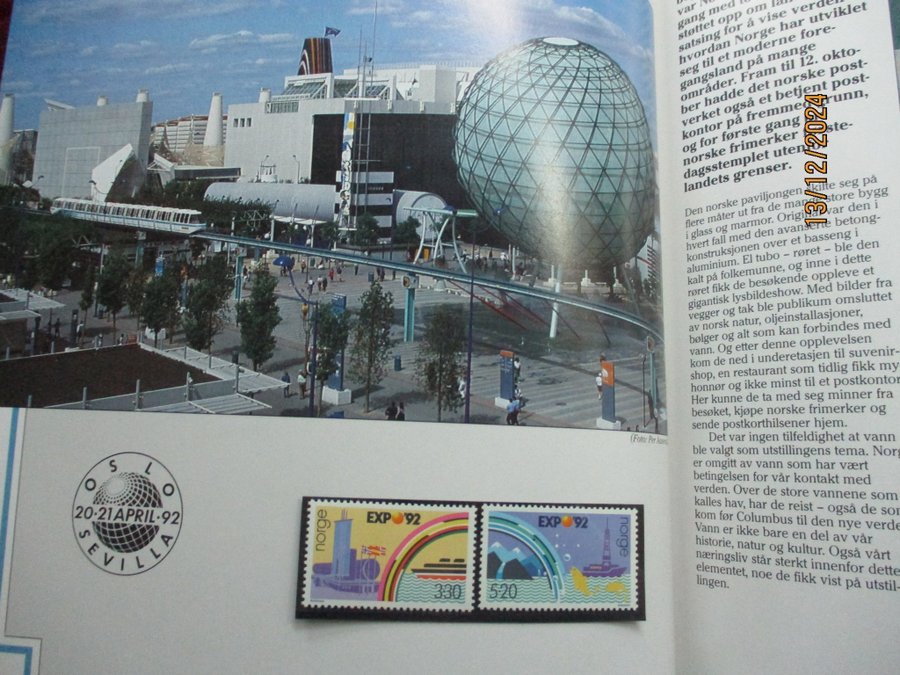 var No
gang med to
støttet opp om lan
satsing for å vise verden
hvordan Norge har utviklet
seg til et moderne fore-
gangsland på mange
områder. Fram til 12. okto-
ber hadde det norske post-
verket også et betjent post-
kontor på fremmed grunn,
og for første gang
norske frimerker
dagsstemplet uten
landets grenser.
Den norske paviljongen skilte seg på
flere måter ut fra de mange store bygg
i glass og marmor. Original var den i
hvert fall med den avanserte betong-
konstruksjonen over et basseng i
aluminium. El tubo – røret – ble den
kalt på folkemunne, og inne i dette
røret fikk de besøkende oppleve et
gigantisk lysbildeshow. Med bilder fra
vegger og tak ble publikum omsluttet
av norsk natur, oljeinstallasjoner,
bølger og alt som kan forbindes med
vann. Og etter denne opplevelsen
kom de ned i underetasjen til suvenir-
shop, en restaurant som tidlig fikk my
honnør og ikke minst til et postkontor
Her kunne de ta med seg minner fra
besøket, kjøpe norske frimerker og
sende postkorthilsener hjem.
Det var ingen tilfeldighet at vann
ble valgt som utstillingens tema. Norg
er omgitt av vann som har vært
betingelsen for vår kontakt med
verden. Over de store vannene som
kalles hav, har de reist – også de som
kom før Columbus til den nye verde
Vann er ikke bare en del av vår
historie, natur og kultur. Også vårt
næringsliv står sterkt innenfor dette
elementet, noe de fikk vist på utstil-
lingen.
13/12/2024
(Foto: Per
OSLO
20-21 APRIL·92
SEVILLA
norge
EXPO'92
330
EXPO'92
norge
5·20